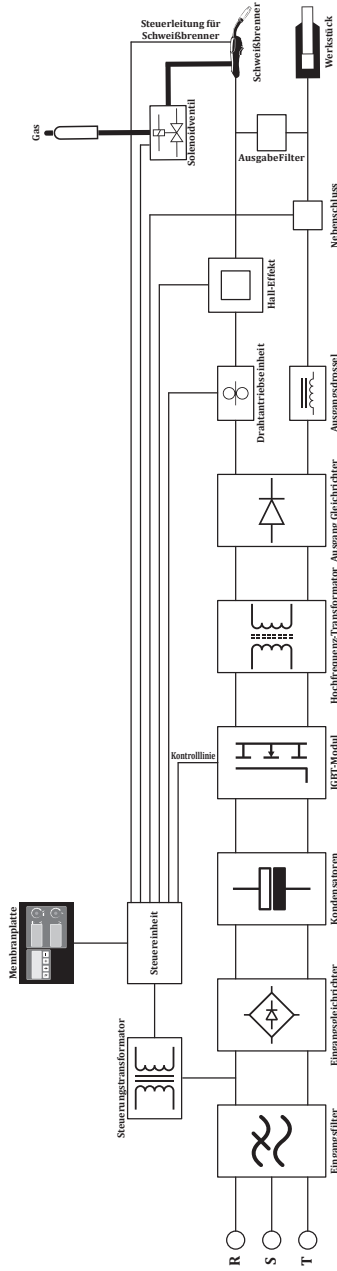 Gas
Steuerleitung für
Schweißbrenner
Solenoidventil
Schweißbrenner
Werkstück
AusgabeFilter
Nebenschluss
Hall-Effekt
Drahtantriebseinheit
Ausgangsdrossel
Ausgang Gleichrichter
Hochfrequenz-Transformator
Kontrolllinie
IGBT-Modul
Membranplatte
Steuereinheit
Kondensatoren
Steuerungstransformator
Eingangsgleichrichter
Eingangsfilter
R
S
T